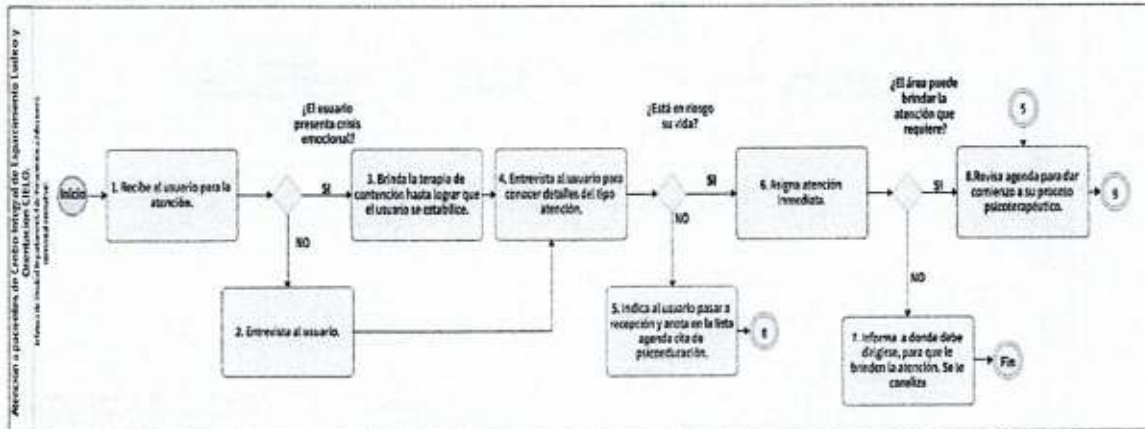 Atención a pacientes de Centro Integral de Esparcimiento Ludico y
Orientación CIELO.
Inicio
1. Recibe al usuario para la
atención.
¿El usuario
presenta crisis
emocional?
SI
NO
2. Entrevista al usuario.
3. Brinda la terapia de
contención hasta lograr que
el usuario se estabilice.
4. Entrevista al usuario para
conocer detalles del tipo
atención.
¿Está en riesgo
su vida?
SI
NO
5. Indica al usuario pasar a
recepción y anota en la lista
agenda cita de
psicoeducación.
6. Asigna atención
inmediata.
¿El área puede
brindar la
atención que
requiere?
SI
NO
7. Informa a donde debe
dirigirse, para que le
brinden la atención. Se le
canaliza
Fin
5
8.Revisa agenda para dar
comienzo a su proceso
psicoterapéutico.